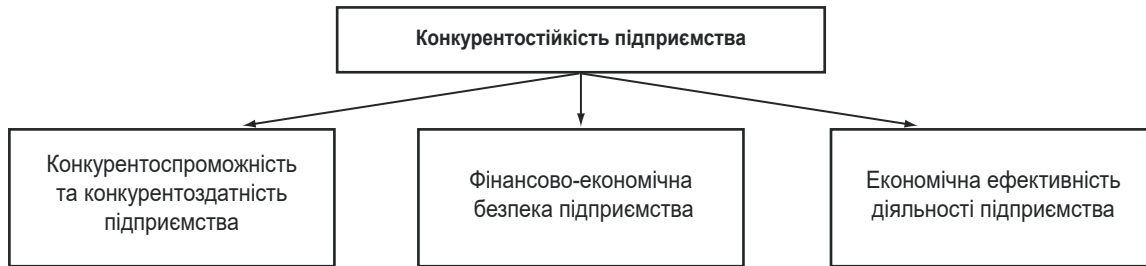 Конкурентостійкість підприємства
Конкурентоспроможність
та конкурентоздатність
підприємства
Фінансово-економічна
безпека підприємства
Економічна ефективність
діяльності підприємства